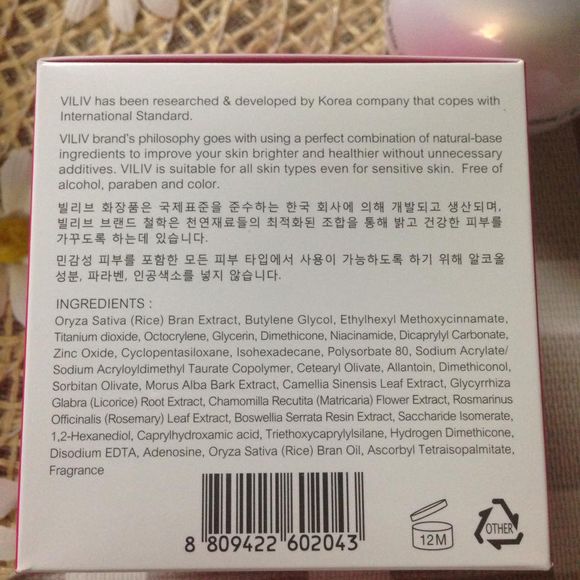 VILIV has been researched & developed by Korea company that copes with
International Standard.
VILIV brand's philosophy goes with using a perfect combination of natural-base
ingredients to improve your skin brighter and healthier without unnecessary
additives. VILIV is suitable for all skin types even for sensitive skin. Free of
alcohol, paraben and color.
빌리브 화장품은 국제표준을 준수하는 한국 회사에 의해 개발되고 생산되며,
빌리브 브랜드 철학은 천연재료들의 최적화된 조합을 통해 밝고 건강한 피부를
가꾸도록 하는데 있습니다.
민감성 피부를 포함한 모든 피부 타입에서 사용이 가능하도록 하기 위해 알코올
성분, 파라벤, 인공색소를 넣지 않습니다.
INGREDIENTS :
Oryza Sativa (Rice) Bran Extract, Butylene Glycol, Ethylhexyl Methoxycinnamate,
Titanium dioxide, Octocrylene, Glycerin, Dimethicone, Niacinamide, Dicaprylyl Carbonate,
Zinc Oxide, Cyclopentasiloxane, Isohexadecane, Polysorbate 80, Sodium Acrylate/
Sodium Acryloyldimethyl Taurate Copolymer, Cetearyl Olivate, Allantoin, Dimethiconol,
Sorbitan Olivate, Morus Alba Bark Extract, Camellia Sinensis Leaf Extract, Glycyrrhiza
Glabra (Licorice) Root Extract, Chamomilla Recutita (Matricaria) Flower Extract, Rosmarinus
Officinalis (Rosemary) Leaf Extract, Boswellia Serrata Resin Extract, Saccharide Isomerate,
1,2-Hexanediol, Caprylhydroxamic acid, Triethoxycaprylylsilane, Hydrogen Dimethicone,
Disodium EDTA, Adenosine, Oryza Sativa (Rice) Bran Oil, Ascorbyl Tetraisopalmitate,
Fragrance
8 809422 602043
12M
OTHER